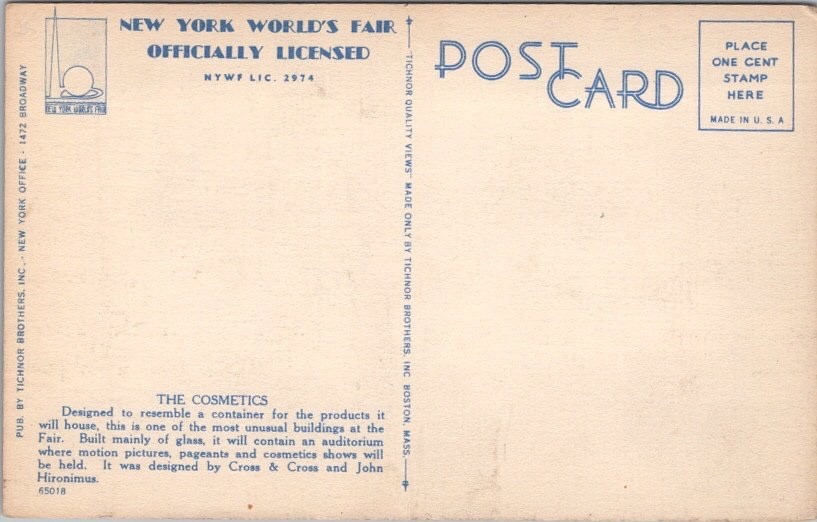 NEW YORK WORLD'S FAIR
OFFICIALLY LICENSED
NYWF LIC. 2974
NEW YORK WORLD'S FAIR
PUB. BY TICHNOR BROTHERS, INC., - NEW YORK OFFICE - 1472 BROADWAY
THE COSMETICS
Designed to resemble a container for the products it
will house, this is one of the most unusual buildings at the
Fair. Built mainly of glass, it will contain an auditorium
where motion pictures, pageants and cosmetics shows will
be held. It was designed by Cross & Cross and John
Hironimus.
65018
TICHNOR QUALITY VIEWS" MADE ONLY BY TICHNOR BROTHERS, INC BOSTON, MASS.
POST
CARD
PLACE
ONE CENT
STAMP
HERE
MADE IN U. S. A